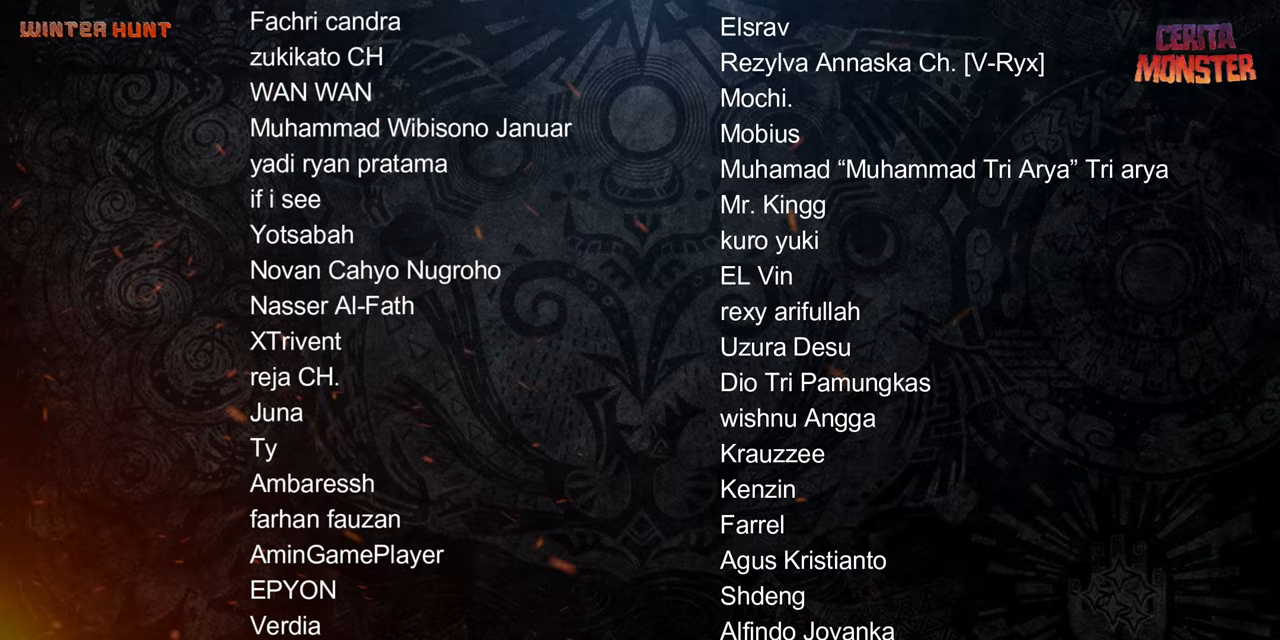 WINTER HUNT
CERITA
MONSTER
Fachri candra
zukikato CH
WAN WAN
Muhammad Wibisono Januar
yadi ryan pratama
if i see
Yotsabah
Novan Cahyo Nugroho
Nasser Al-Fath
XTrivent
reja CH.
Juna
Ty
Ambaressh
farhan fauzan
AminGamePlayer
EPYON
Verdia
Elsrav
Rezylva Annaska Ch. [V-Ryx]
Mochi.
Mobius
Muhamad “Muhammad Tri Arya” Tri arya
Mr. Kingg
kuro yuki
EL Vin
rexy arifullah
Uzura Desu
Dio Tri Pamungkas
wishnu Angga
Krauzzee
Kenzin
Farrel
Agus Kristianto
Shdeng
Alfindo Jovanka